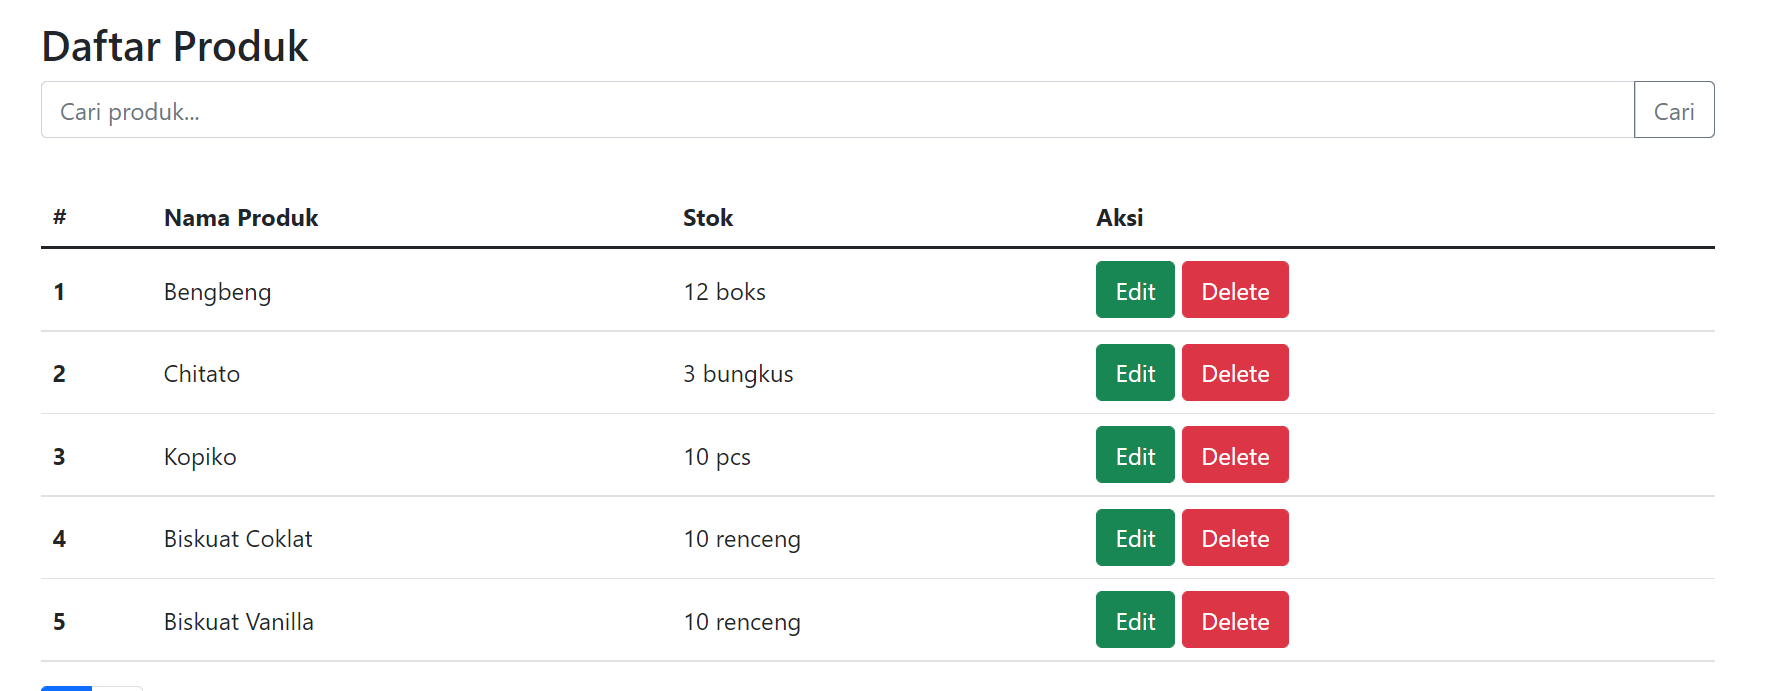 Daftar Produk
Cari produk... Cari
# Nama Produk Stok Aksi
1 Bengbeng 12 boks Edit Delete
2 Chitato 3 bungkus Edit Delete
3 Kopiko 10 pcs Edit Delete
4 Biskuat Coklat 10 renceng Edit Delete
5 Biskuat Vanilla 10 renceng Edit Delete